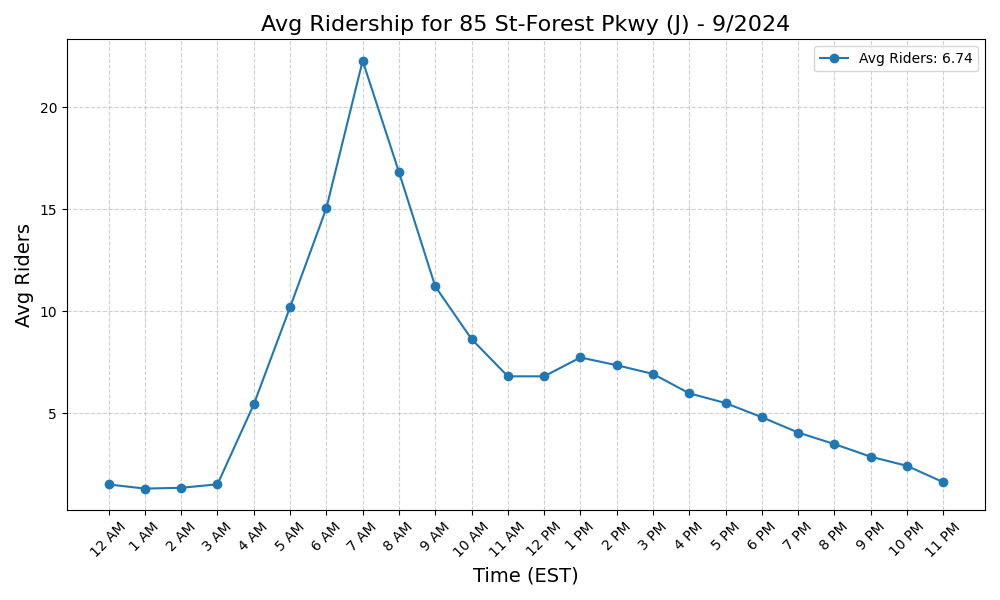 Avg Ridership for 85 St-Forest Pkwy (J) - 9/2024
Avg Riders: 6.74
Avg Riders
20
15
10
5
12 AM
1 AM
2 AM
3 AM
4 AM
5 AM
6 AM
7 AM
8 AM
9 AM
10 AM
11 AM
12 PM
1 PM
2 PM
3 PM
4 PM
5 PM
6 PM
7 PM
8 PM
9 PM
10 PM
11 PM
Time (EST)